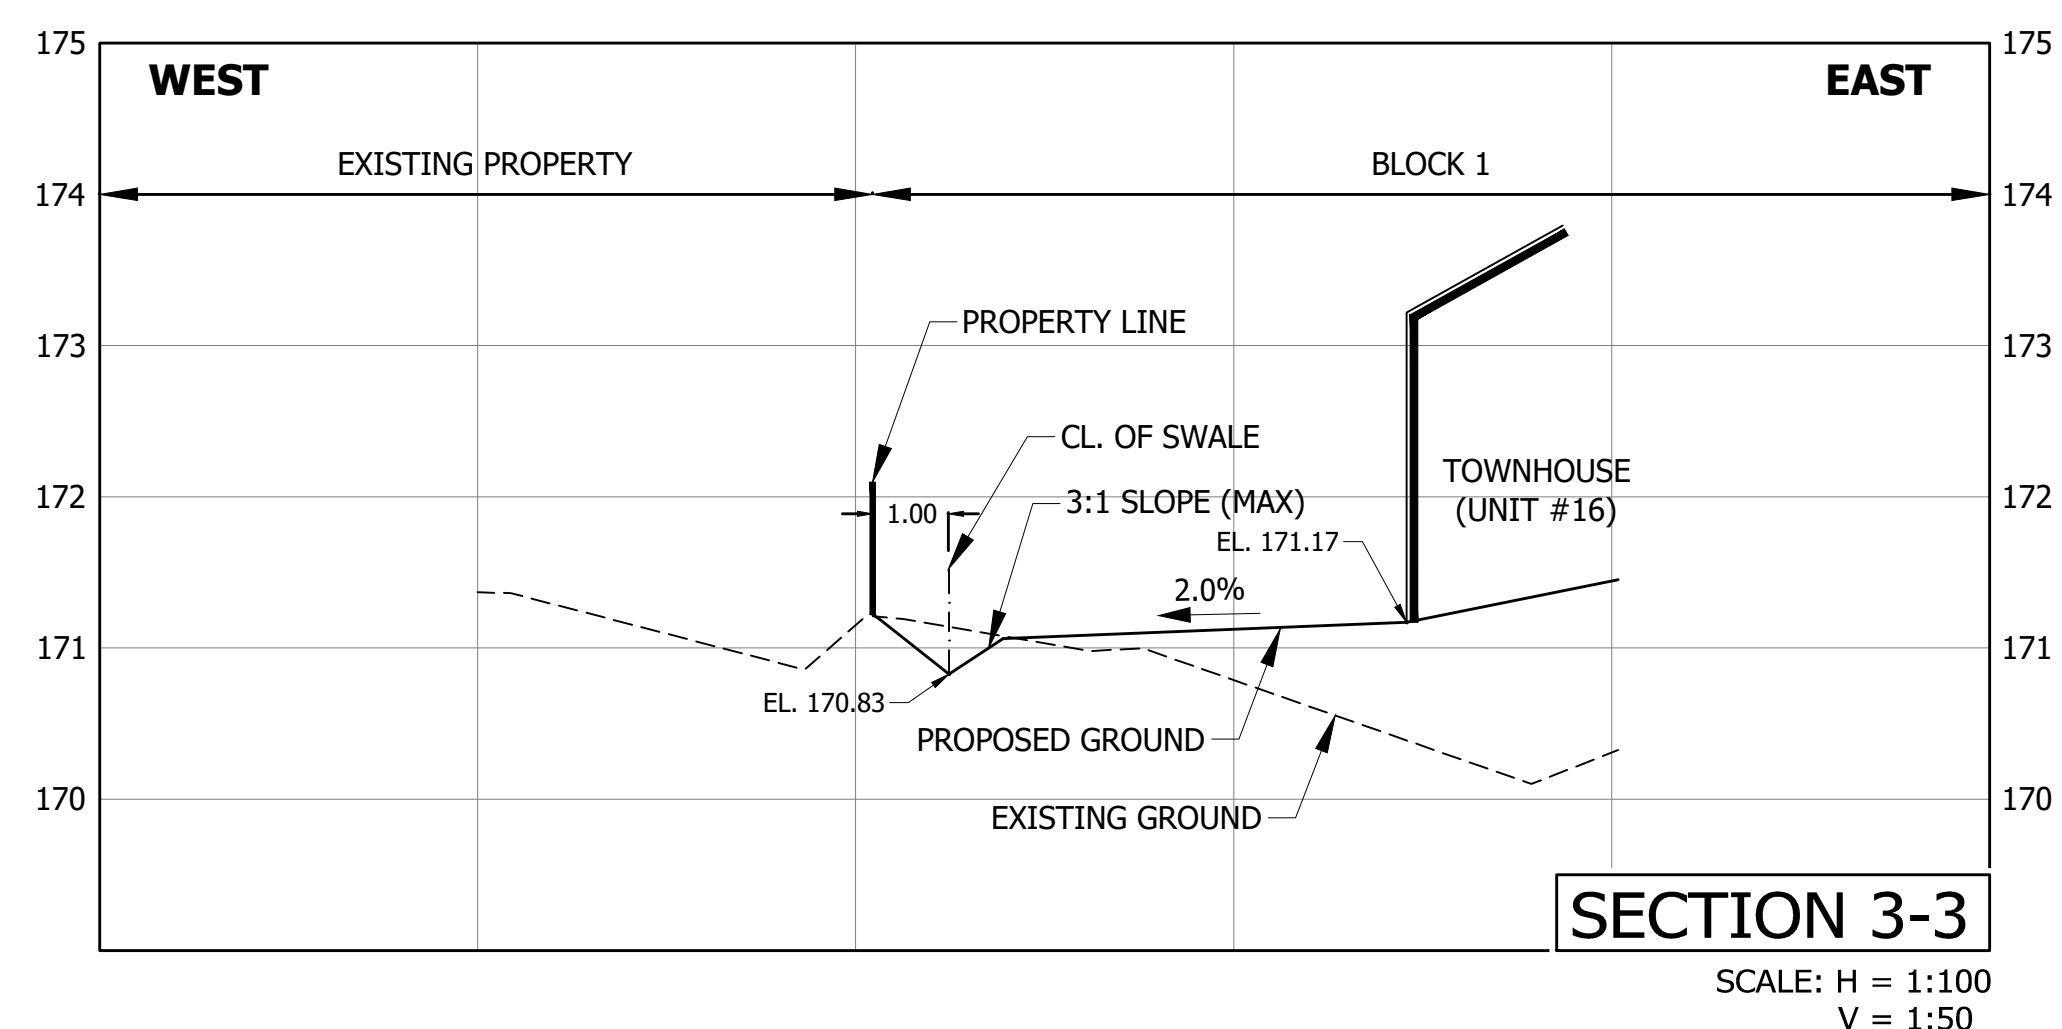 175
175
WEST
EAST
EXISTING PROPERTY
BLOCK 1
174
174
PROPERTY LINE
173
173
CL. OF SWALE
TOWNHOUSE
(UNIT #16)
172
172
3:1 SLOPE (MAX)
1.00
EL. 171.17
2.0%
171
171
EL. 170.83
PROPOSED GROUND
170
170
EXISTING GROUND
SECTION 3-3
SCALE: H = 1:100
V = 1:50